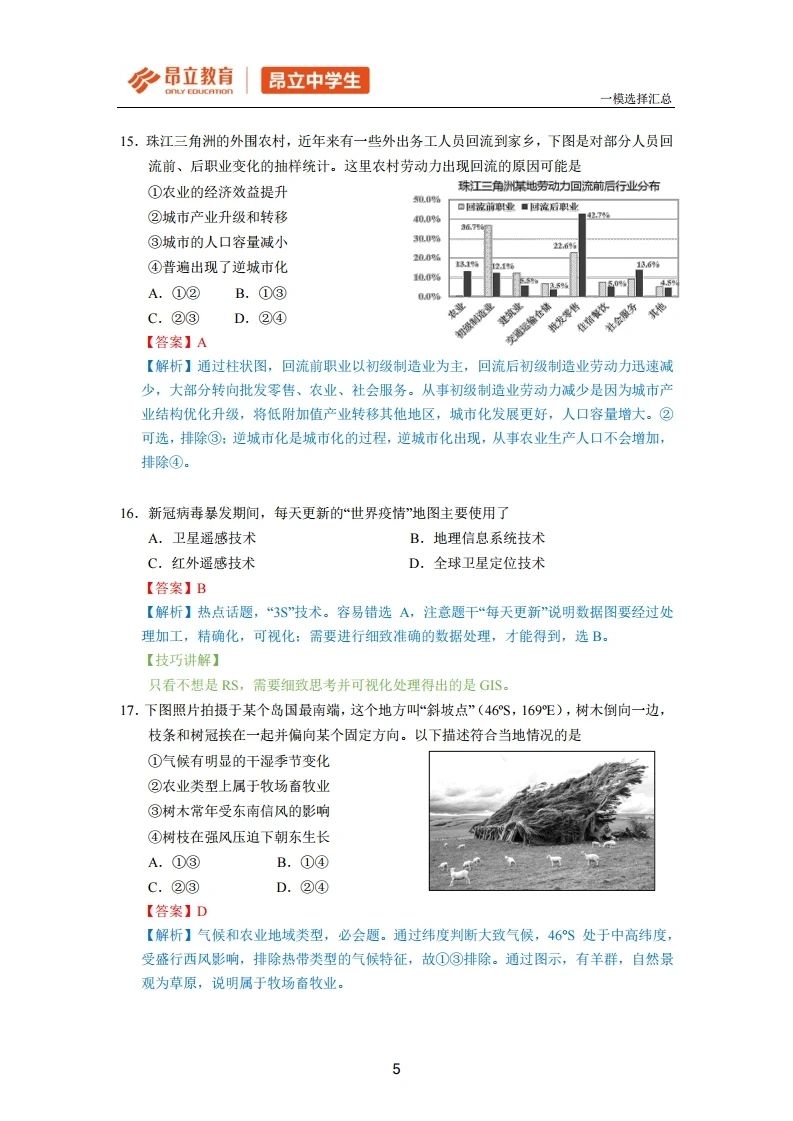 昂立教育
ONLY EDUCATION
昂立中学生
一模选择汇总
15．珠江三角洲的外围农村，近年来有一些外出务工人员回流到家乡，下图是对部分人员回
流前、后职业变化的抽样统计。这里农村劳动力出现回流的原因可能是
①农业的经济效益提升
②城市产业升级和转移
③城市的人口容量减小
④普遍出现了逆城市化
A．①② B．①③
C．②③ D．②④
珠江三角洲某地劳动力回流前后行业分布
回流前职业 回流后职业
50.0%
40.0%
30.0%
20.0%
10.0%
0.0%
13.1%
36.7%
12.1%
5.5%
3.5%
22.6%
42.7%
5.0%
13.6%
4.5%
农业
初级制造业
建筑业
交通运输仓储
批发零售
住宿餐饮
社会服务
其他
【答案】A
【解析】通过柱状图，回流前职业以初级制造业为主，回流后初级制造业劳动力迅速减
少，大部分转向批发零售、农业、社会服务。从事初级制造业劳动力减少是因为城市产
业结构优化升级，将低附加值产业转移其他地区，城市化发展更好，人口容量增大。②
可选，排除③；逆城市化是城市化的过程，逆城市化出现，从事农业生产人口不会增加，
排除④。
16．新冠病毒暴发期间，每天更新的“世界疫情”地图主要使用了
A．卫星遥感技术 B．地理信息系统技术
C．红外遥感技术 D．全球卫星定位技术
【答案】B
【解析】热点话题，“3S”技术。容易错选 A，注意题干“每天更新”说明数据图要经过处
理加工，精确化，可视化；需要进行细致准确的数据处理，才能得到，选 B。
【技巧讲解】
只看不想是 RS，需要细致思考并可视化处理得出的是 GIS。
17．下图照片拍摄于某个岛国最南端，这个地方叫“斜坡点”（46°S，169°E），树木倒向一边，
枝条和树冠挨在一起并偏向某个固定方向。以下描述符合当地情况的是
①气候有明显的干湿季节变化
②农业类型上属于牧场畜牧业
③树木常年受东南信风的影响
④树枝在强风压迫下朝东生长
A．①③ B．①④
C．②③ D．②④
【答案】D
【解析】气候和农业地域类型，必会题。通过纬度判断大致气候，46°S 处于中高纬度，
受盛行西风影响，排除热带类型的气候特征，故①③排除。通过图示，有羊群，自然景
观为草原，说明属于牧场畜牧业。
5